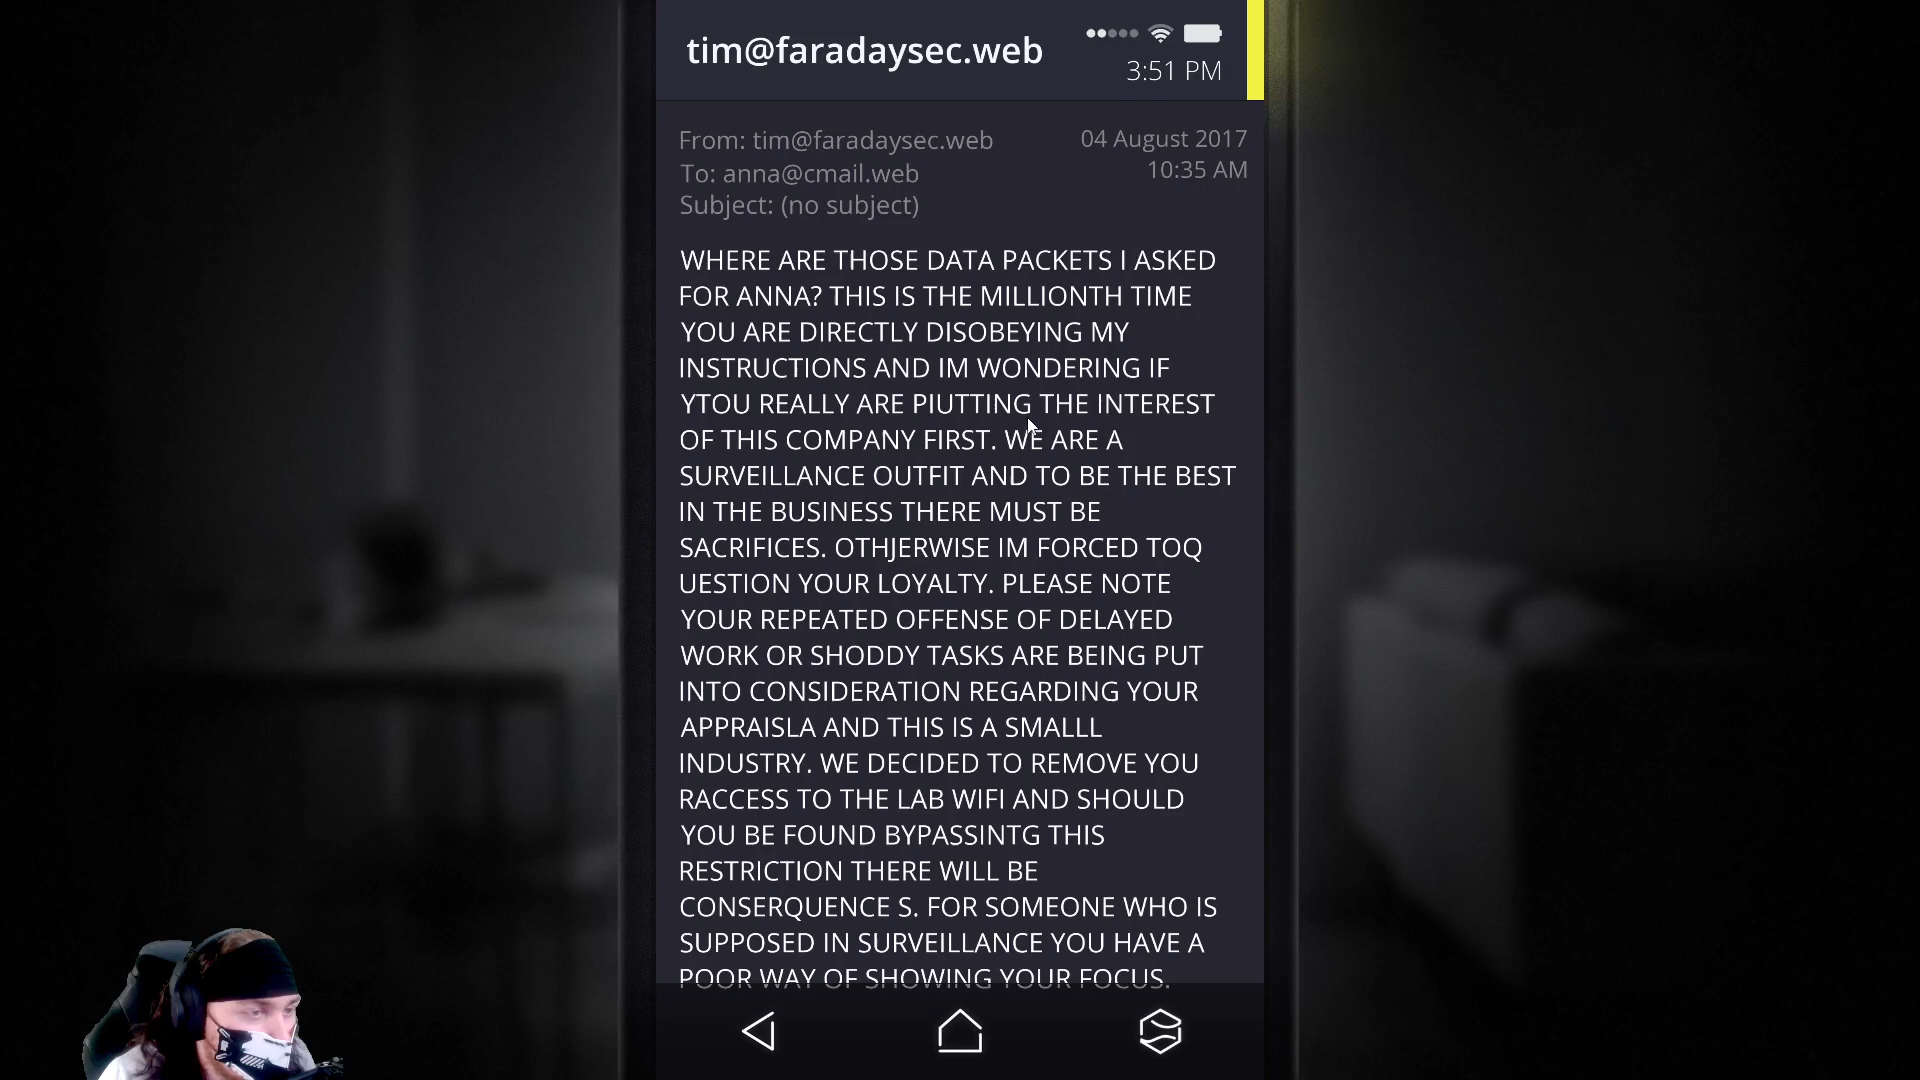 tim@faradaysec.web
3:51 PM
From: tim@faradaysec.web
04 August 2017
To: anna@cmail.web
10:35 AM
Subject: (no subject)
WHERE ARE THOSE DATA PACKETS I ASKED
FOR ANNA? THIS IS THE MILLIONTH TIME
YOU ARE DIRECTLY DISOBEYING MY
INSTRUCTIONS AND IM WONDERING IF
YTOU REALLY ARE PIUTTING THE INTEREST
OF THIS COMPANY FIRST. WE ARE A
SURVEILLANCE OUTFIT AND TO BE THE BEST
IN THE BUSINESS THERE MUST BE
SACRIFICES. OTHJERWISE IM FORCED TOQ
UESTION YOUR LOYALTY. PLEASE NOTE
YOUR REPEATED OFFENSE OF DELAYED
WORK OR SHODDY TASKS ARE BEING PUT
INTO CONSIDERATION REGARDING YOUR
APPRAISLA AND THIS IS A SMALLL
INDUSTRY. WE DECIDED TO REMOVE YOU
RACCESS TO THE LAB WIFI AND SHOULD
YOU BE FOUND BYPASSINTG THIS
RESTRICTION THERE WILL BE
CONSERQUENCE S. FOR SOMEONE WHO IS
SUPPOSED IN SURVEILLANCE YOU HAVE A
POOR WAY OF SHOWING YOUR FOCUS.